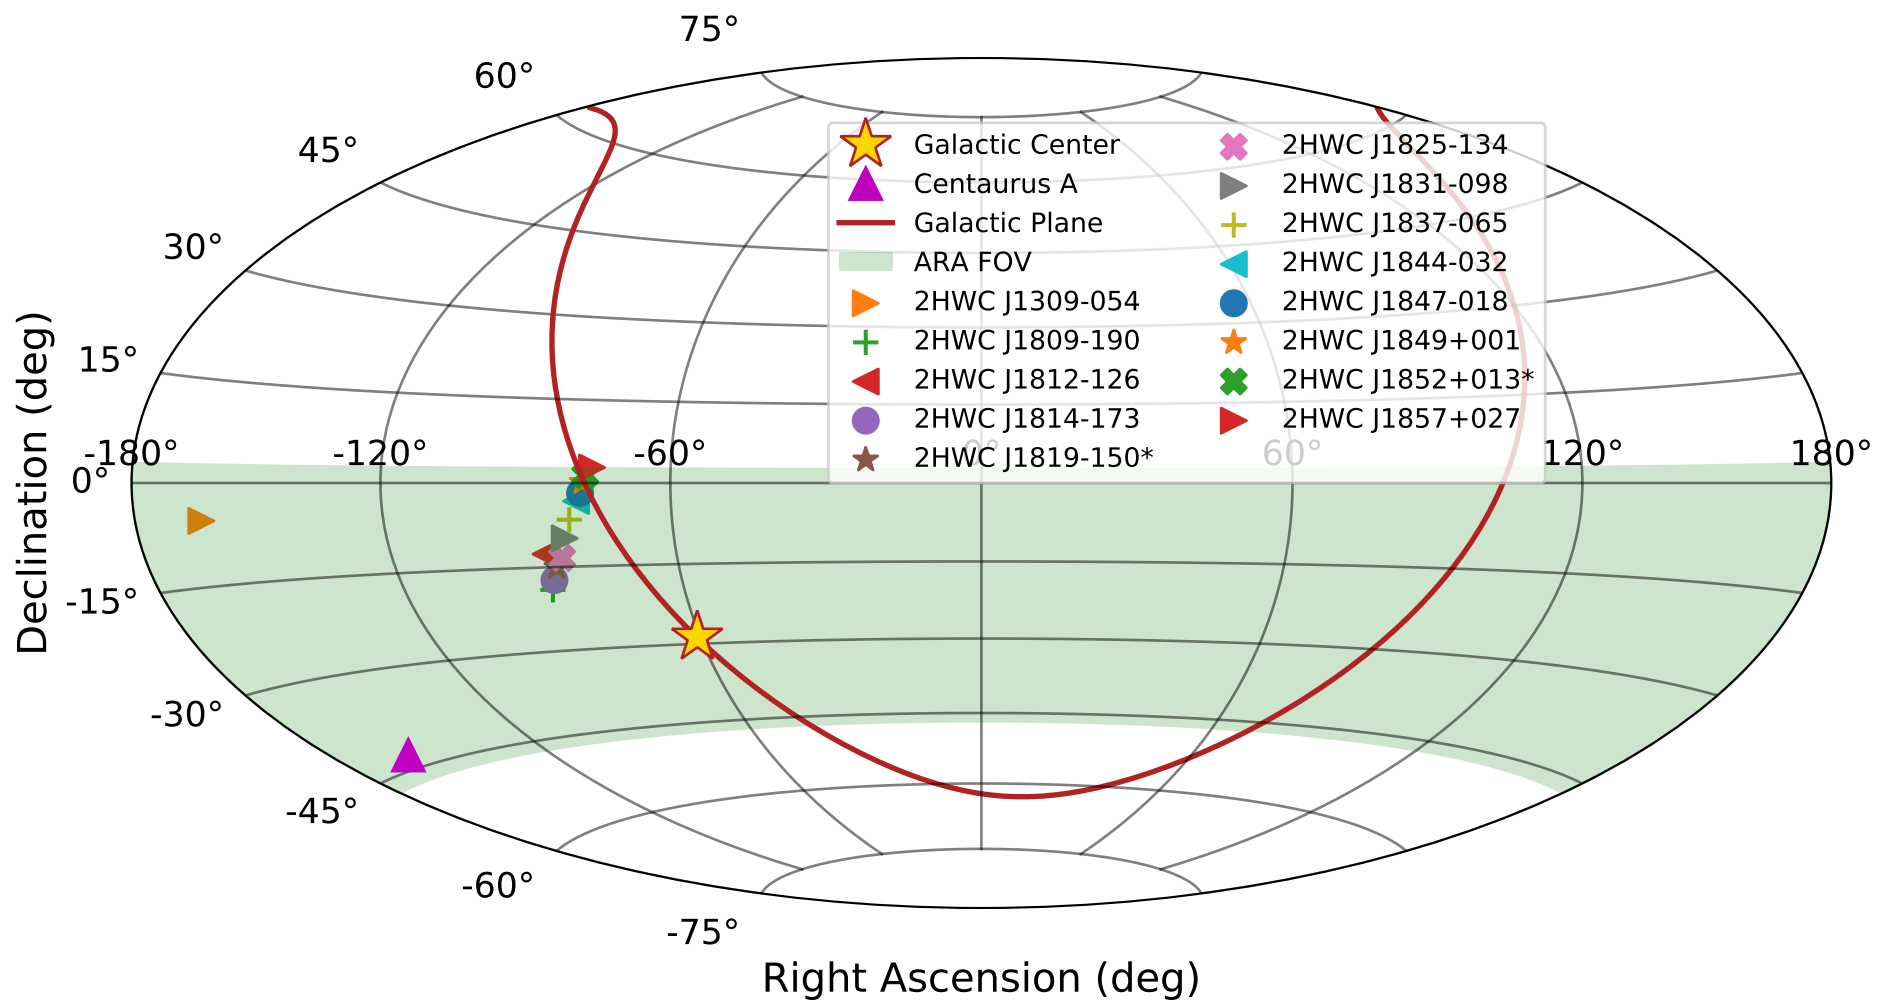 75°
60°
45°
30°
15°
0°
-15°
-30°
-45°
-60°
-75°
-180°
-120°
-60°
0°
60°
120°
180°
Declination (deg)
Right Ascension (deg)
Galactic Center
Centaurus A
Galactic Plane
ARA FOV
2HWC J1309-054
2HWC J1809-190
2HWC J1812-126
2HWC J1814-173
2HWC J1819-150*
2HWC J1825-134
2HWC J1831-098
2HWC J1837-065
2HWC J1844-032
2HWC J1847-018
2HWC J1849+001
2HWC J1852+013*
2HWC J1857+027